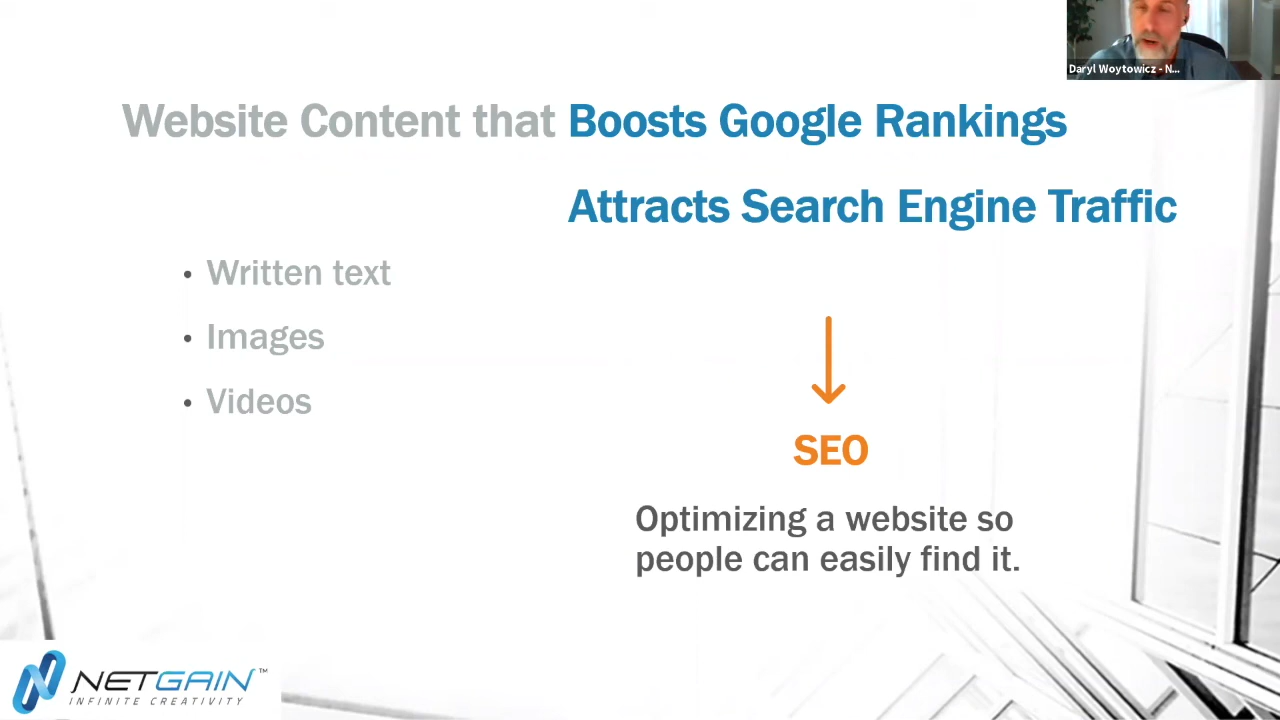 Daryl Woytowicz - N...
Website Content that Boosts Google Rankings
Attracts Search Engine Traffic
• Written text
• Images
• Videos
SEO
Optimizing a website so
people can easily find it.
NETGAIN™
INFINITE CREATIVITY